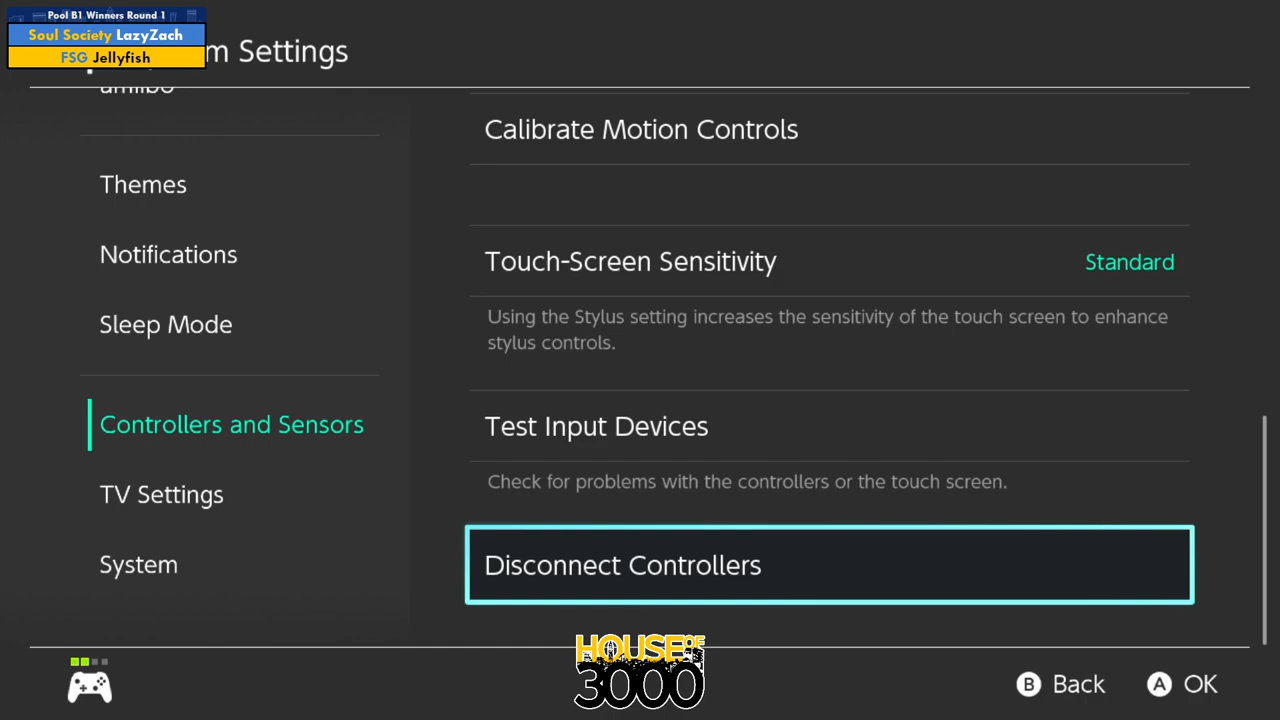 Pool B1 Winners Round 1
Soul Society LazyZach
FSG Jellyfish
m Settings
amiibo
Themes
Notifications
Sleep Mode
Controllers and Sensors
TV Settings
System
Calibrate Motion Controls
Touch-Screen Sensitivity Standard
Using the Stylus setting increases the sensitivity of the touch screen to enhance
stylus controls.
Test Input Devices
Check for problems with the controllers or the touch screen.
Disconnect Controllers
HOUSE OF
3000
B Back A OK